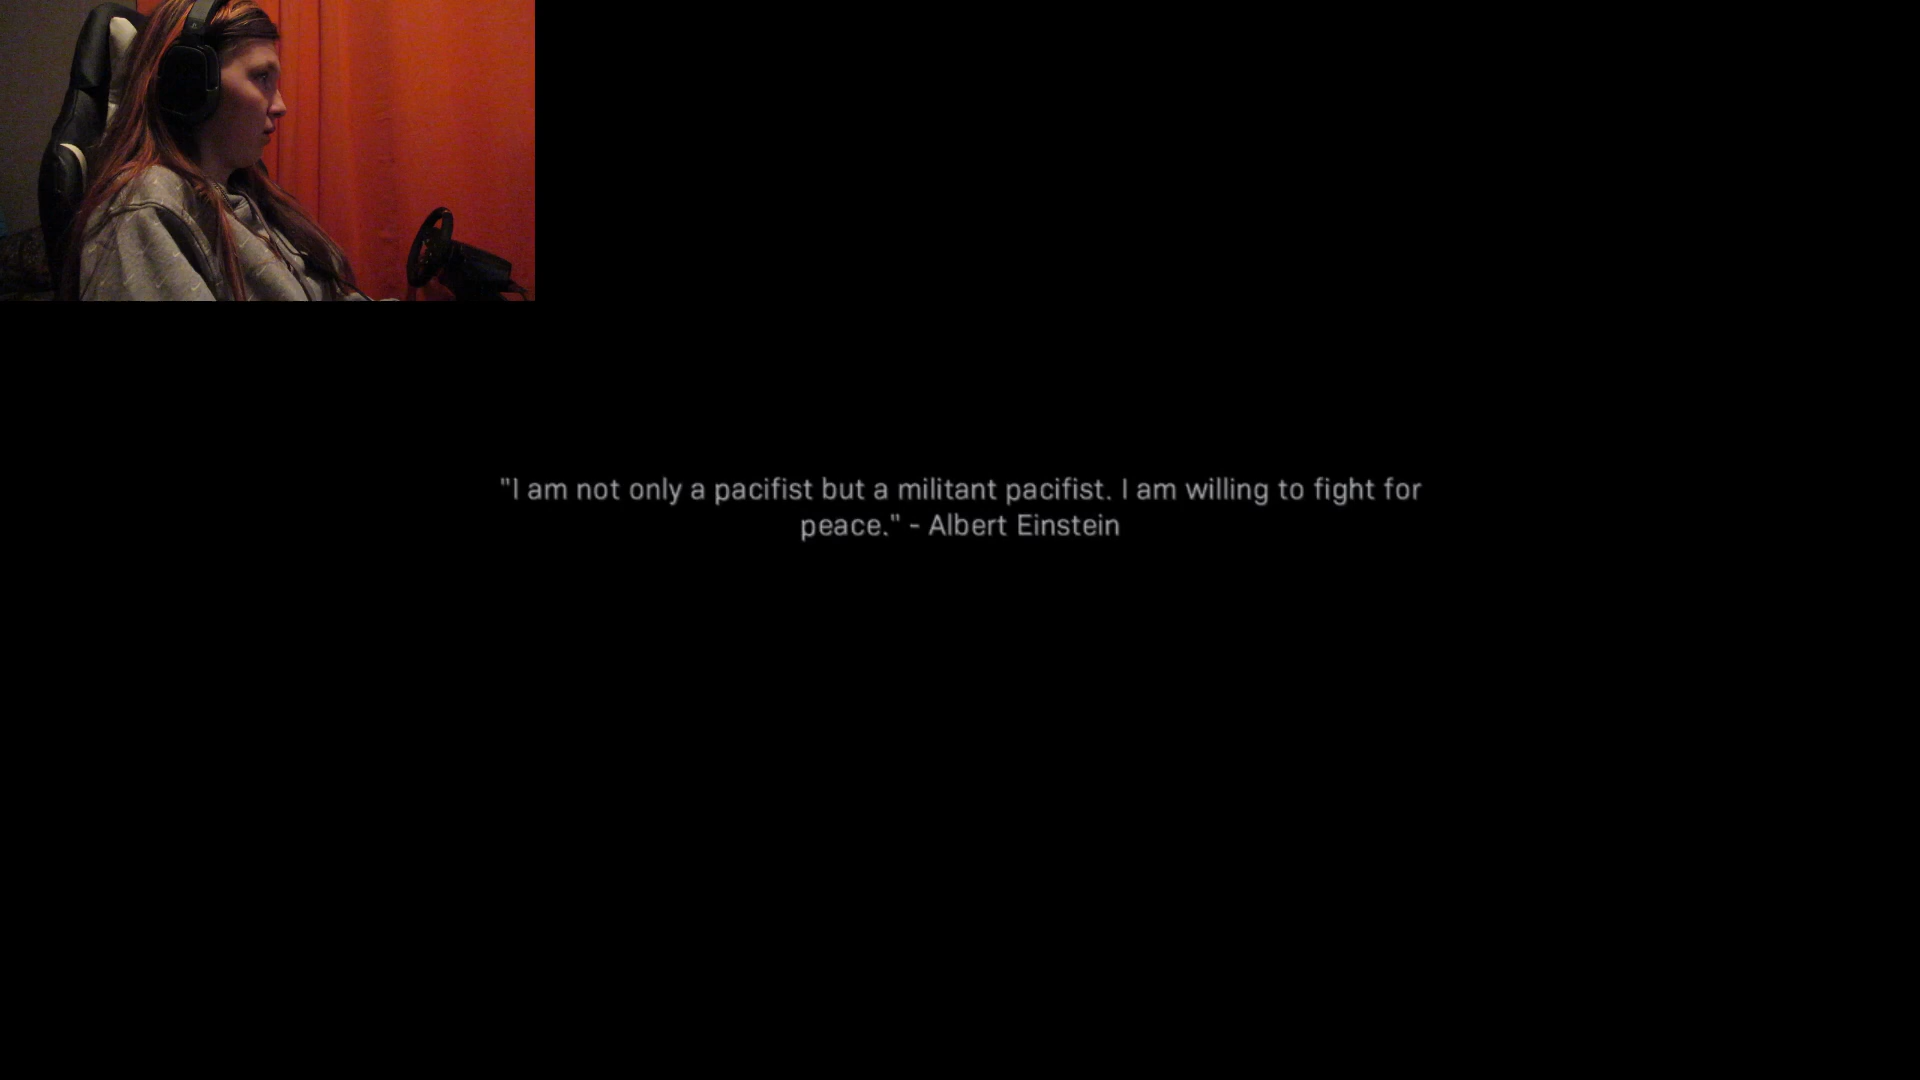 "I am not only a pacifist but a militant pacifist. I am willing to fight for
peace." - Albert Einstein